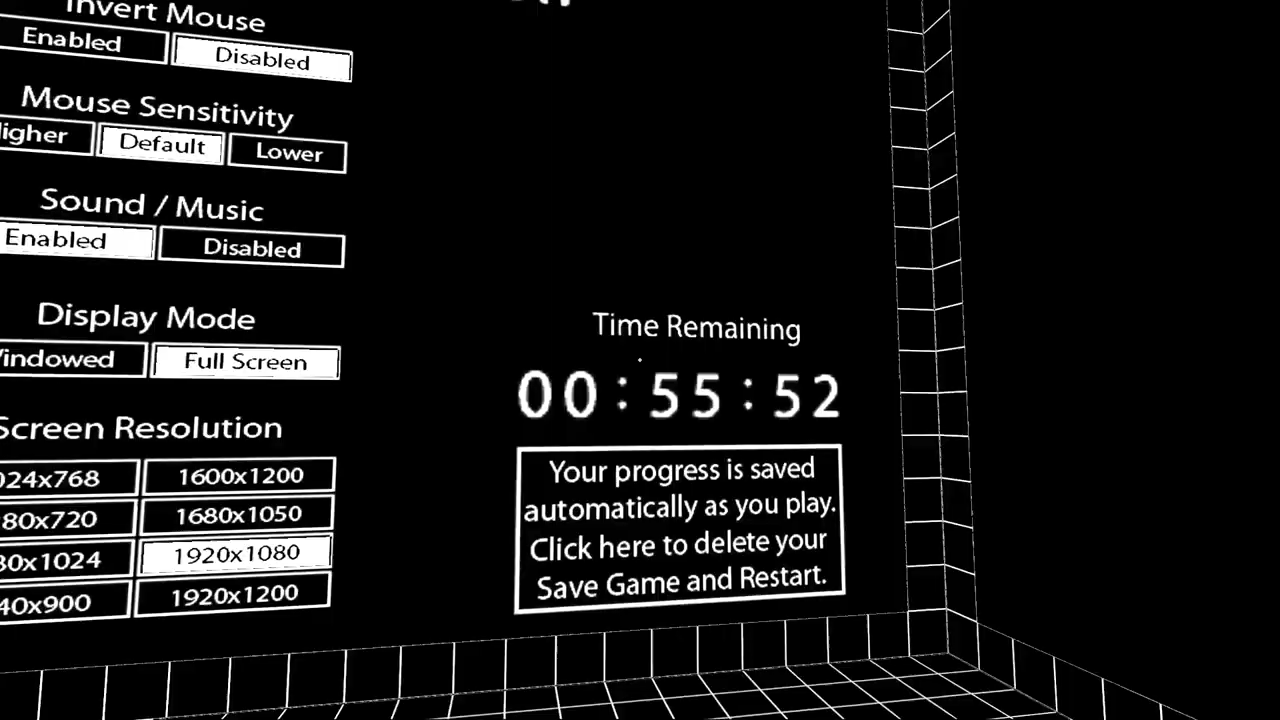 Invert Mouse
Enabled Disabled
Mouse Sensitivity
Default Lower
Sound / Music
Enabled Disabled
Display Mode
Full Screen
Screen Resolution
1600x1200
1680x1050
1920x1080
1920x1200
Time Remaining
00:55:52
Your progress is saved
automatically as you play.
Click here to delete your
Save Game and Restart.